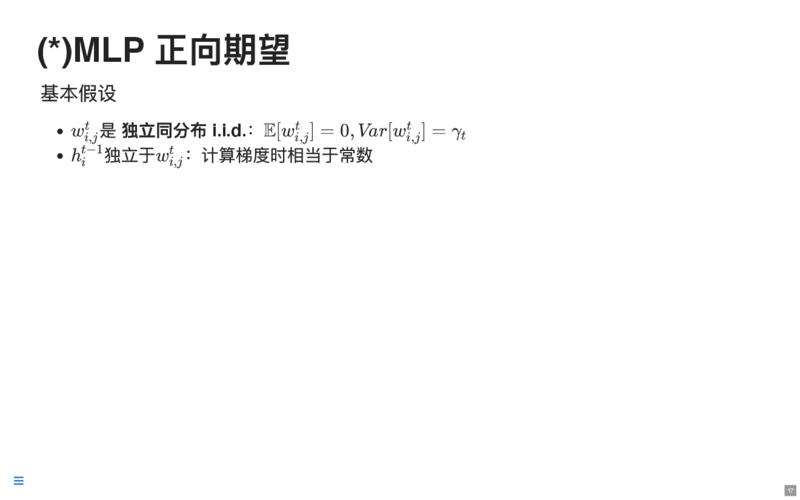 (*)MLP 正向期望
基本假设
• $w_{i,j}^t$是 独立同分布 i.i.d.：$\mathbb{E}[w_{i,j}^t] = 0, Var[w_{i,j}^t] = \gamma_t$
• $h_i^{t-1}$独立于$w_{i,j}^t$：计算梯度时相当于常数
17